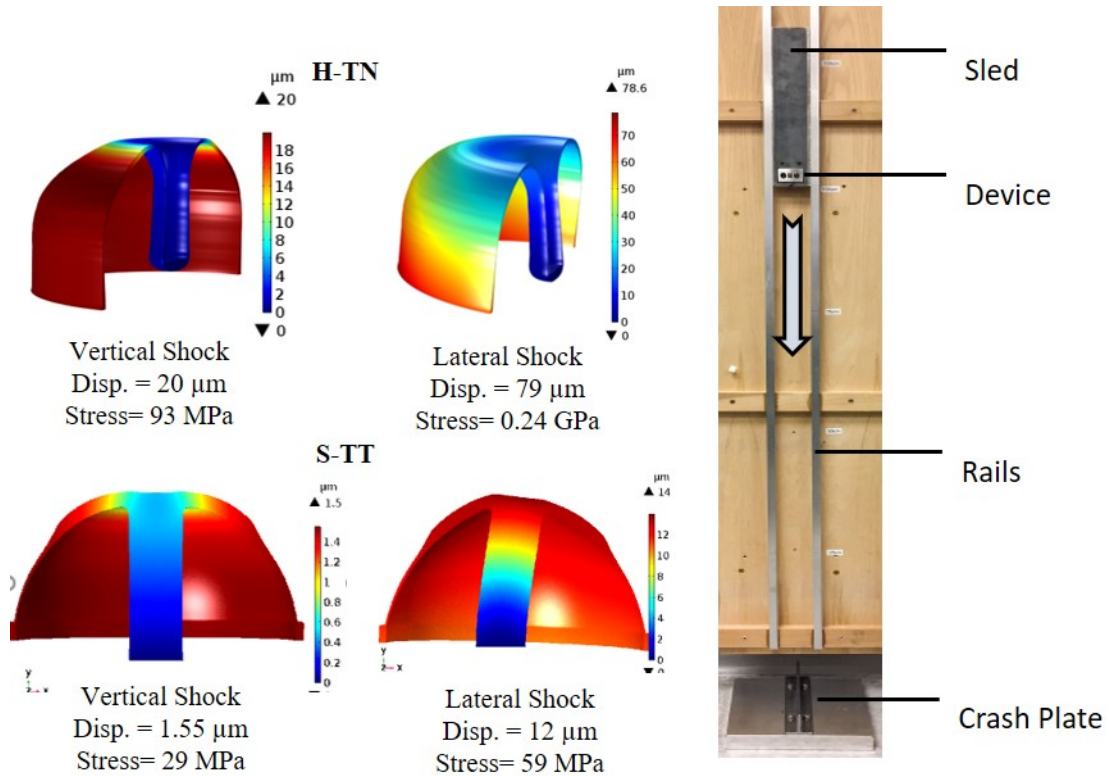 H-TN
µm
▲ 20
18
16
14
12
10
8
6
4
2
0
▼ 0
Vertical Shock
Disp. = 20 µm
Stress= 93 MPa
µm
▲ 78.6
70
60
50
40
30
20
10
0
▼ 0
Lateral Shock
Disp. = 79 µm
Stress= 0.24 GPa
S-TT
µm
▲ 1.5
1.4
1.2
1
0.8
0.6
0.4
0.2
0
y
z x
Vertical Shock
Disp. = 1.55 µm
Stress= 29 MPa
µm
▲ 14
12
10
8
6
4
2
0
y
z x
Lateral Shock
Disp. = 12 µm
Stress= 59 MPa
Sled
Device
Rails
Crash Plate